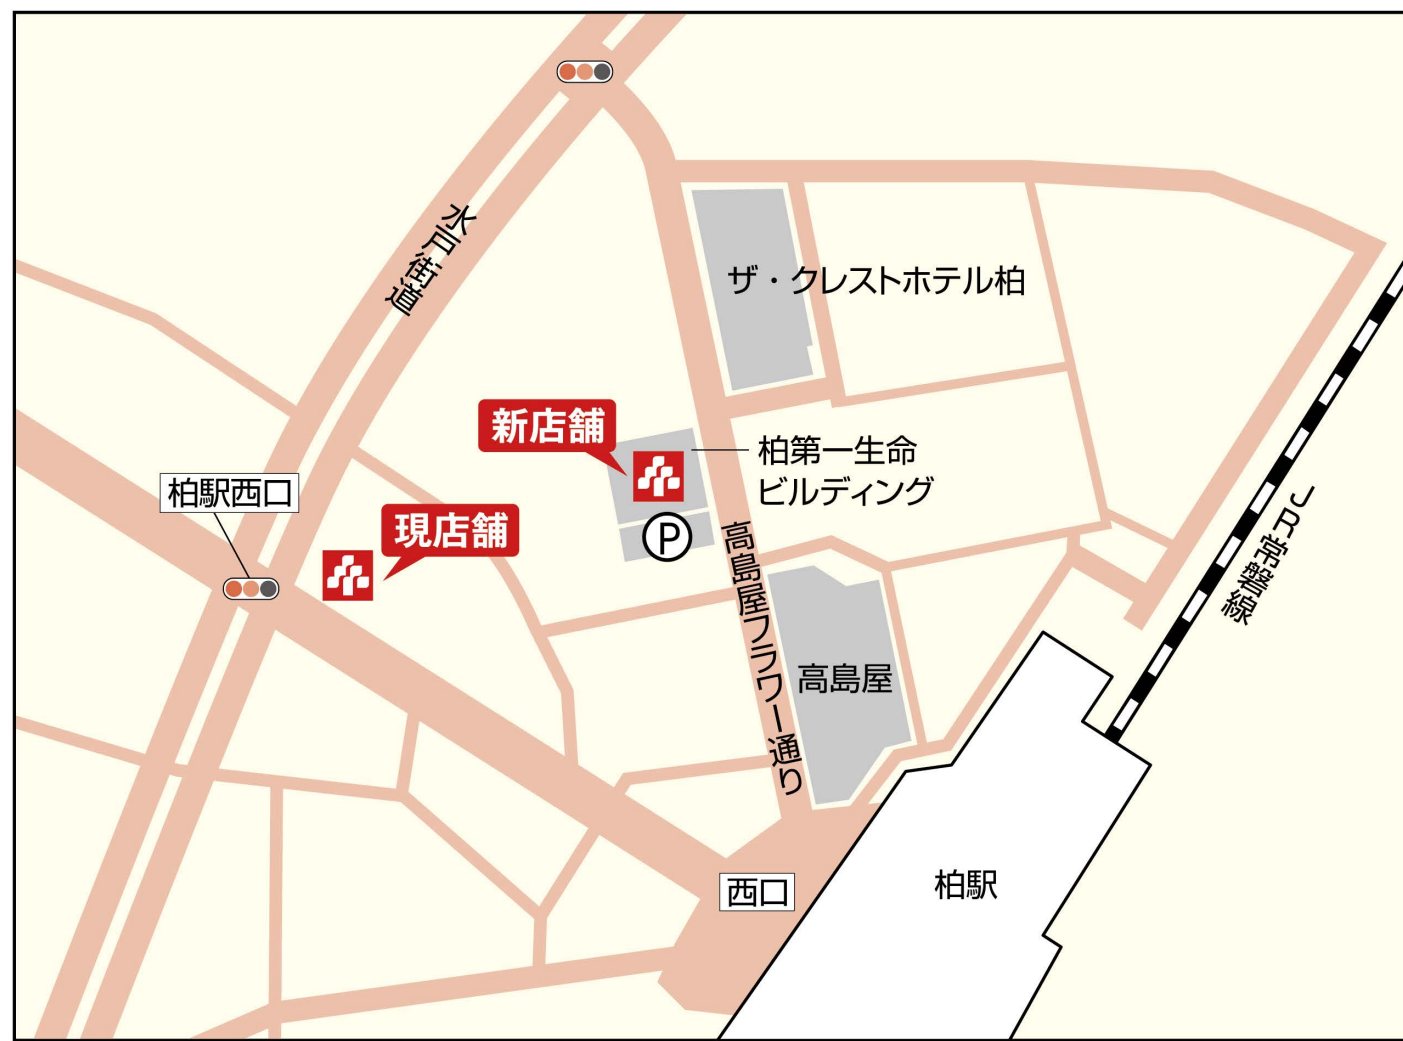 水戸街道
ザ・クレストホテル柏
新店舗
柏第一生命
ビルディング
柏駅西口
現店舗
P
高島屋フラワー通り
JR常磐線
高島屋
西口
柏駅